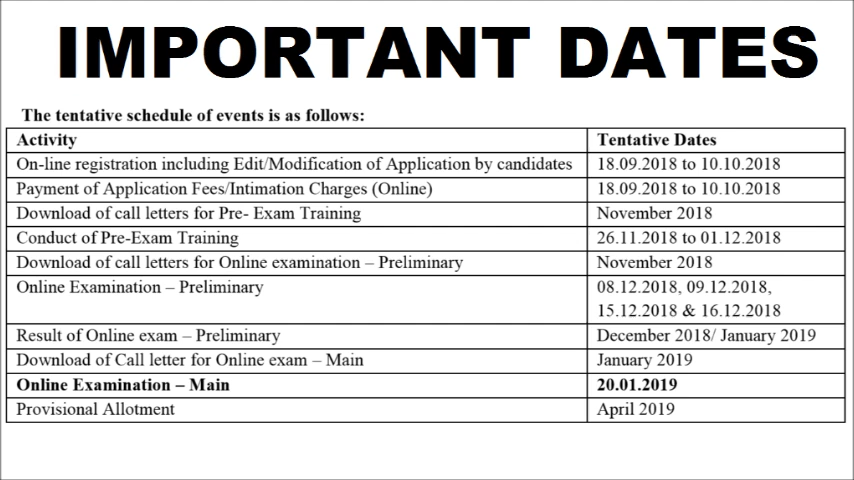 IMPORTANT DATES
The tentative schedule of events is as follows:
Activity Tentative Dates
On-line registration including Edit/Modification of Application by candidates 18.09.2018 to 10.10.2018
Payment of Application Fees/Intimation Charges (Online) 18.09.2018 to 10.10.2018
Download of call letters for Pre- Exam Training November 2018
Conduct of Pre-Exam Training 26.11.2018 to 01.12.2018
Download of call letters for Online examination – Preliminary November 2018
Online Examination – Preliminary 08.12.2018, 09.12.2018,
15.12.2018 & 16.12.2018
Result of Online exam – Preliminary December 2018/ January 2019
Download of Call letter for Online exam – Main January 2019
Online Examination – Main 20.01.2019
Provisional Allotment April 2019